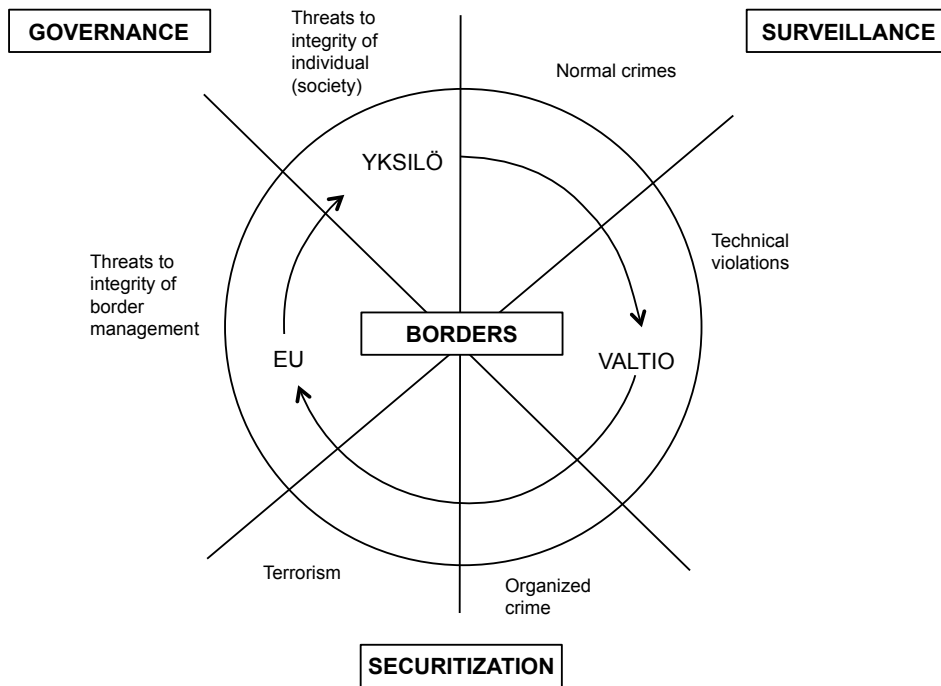 GOVERNANCE
Threats to
integrity of
individual
(society)
SURVEILLANCE
Normal crimes
YKSILÖ
Threats to
integrity of
border
management
Technical
violations
BORDERS
EU
VALTIO
Terrorism
Organized
crime
SECURITIZATION